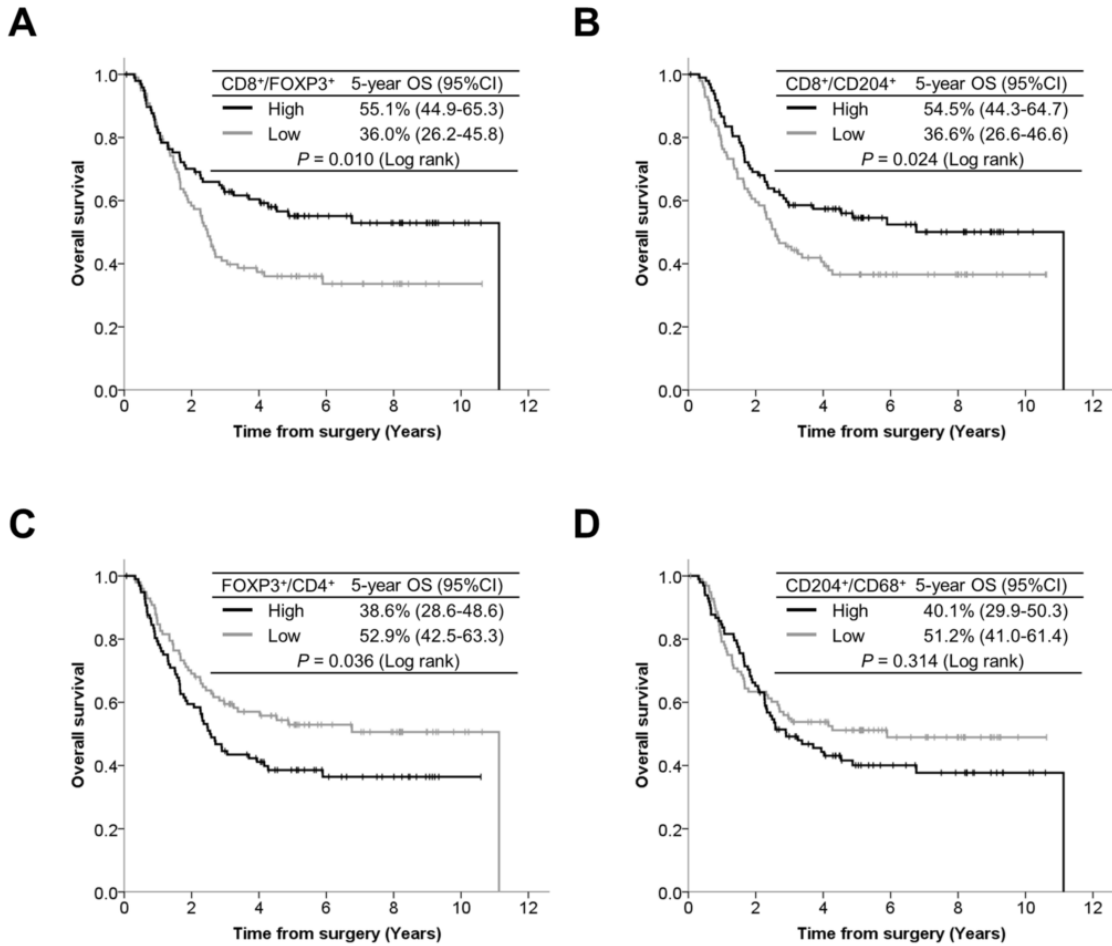 A
CD8⁺/FOXP3⁺ 5-year OS (95%CI)
High 55.1% (44.9-65.3)
Low 36.0% (26.2-45.8)
P = 0.010 (Log rank)
Overall survival
1.0
0.8
0.6
0.4
0.2
0.0
0 2 4 6 8 10 12
Time from surgery (Years)
B
CD8⁺/CD204⁺ 5-year OS (95%CI)
High 54.5% (44.3-64.7)
Low 36.6% (26.6-46.6)
P = 0.024 (Log rank)
Overall survival
1.0
0.8
0.6
0.4
0.2
0.0
0 2 4 6 8 10 12
Time from surgery (Years)
C
FOXP3⁺/CD4⁺ 5-year OS (95%CI)
High 38.6% (28.6-48.6)
Low 52.9% (42.5-63.3)
P = 0.036 (Log rank)
Overall survival
1.0
0.8
0.6
0.4
0.2
0.0
0 2 4 6 8 10 12
Time from surgery (Years)
D
CD204⁺/CD68⁺ 5-year OS (95%CI)
High 40.1% (29.9-50.3)
Low 51.2% (41.0-61.4)
P = 0.314 (Log rank)
Overall survival
1.0
0.8
0.6
0.4
0.2
0.0
0 2 4 6 8 10 12
Time from surgery (Years)